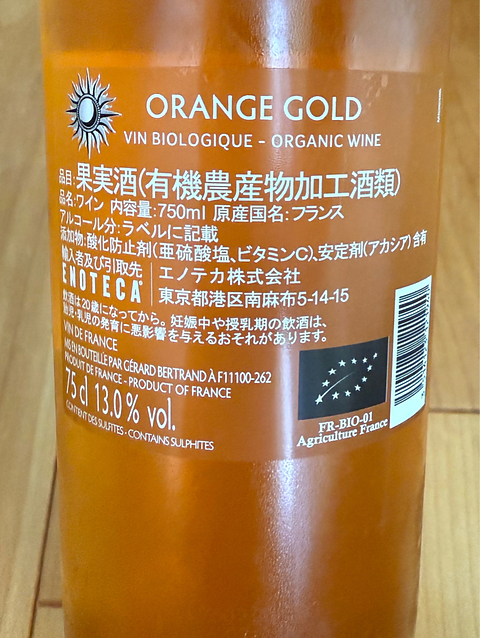 ORANGE GOLD
VIN BIOLOGIQUE - ORGANIC WINE
品目:果実酒(有機農産物加工酒類)
品名:ワイン 内容量:750ml 原産国名:フランス
アルコール分:ラベルに記載
添加物:酸化防止剤(亜硫酸塩、ビタミンC)、安定剤(アカシア)含有
輸入者及び引取先 エノテカ株式会社
ENOTECA 東京都港区南麻布5-14-15
飲酒は20歳になってから。妊娠中や授乳期の飲酒は、
胎児・乳児の発育に悪影響を与えるおそれがあります。
VIN DE FRANCE
MIS EN BOUTEILLE PAR GÉRARD BERTRAND À F11100-262
PRODUIT DE FRANCE - PRODUCT OF FRANCE
75 cl 13.0 % vol.
CONTIENT DES SULFITES - CONTAINS SULPHITES
FR-BIO-01
Agriculture France